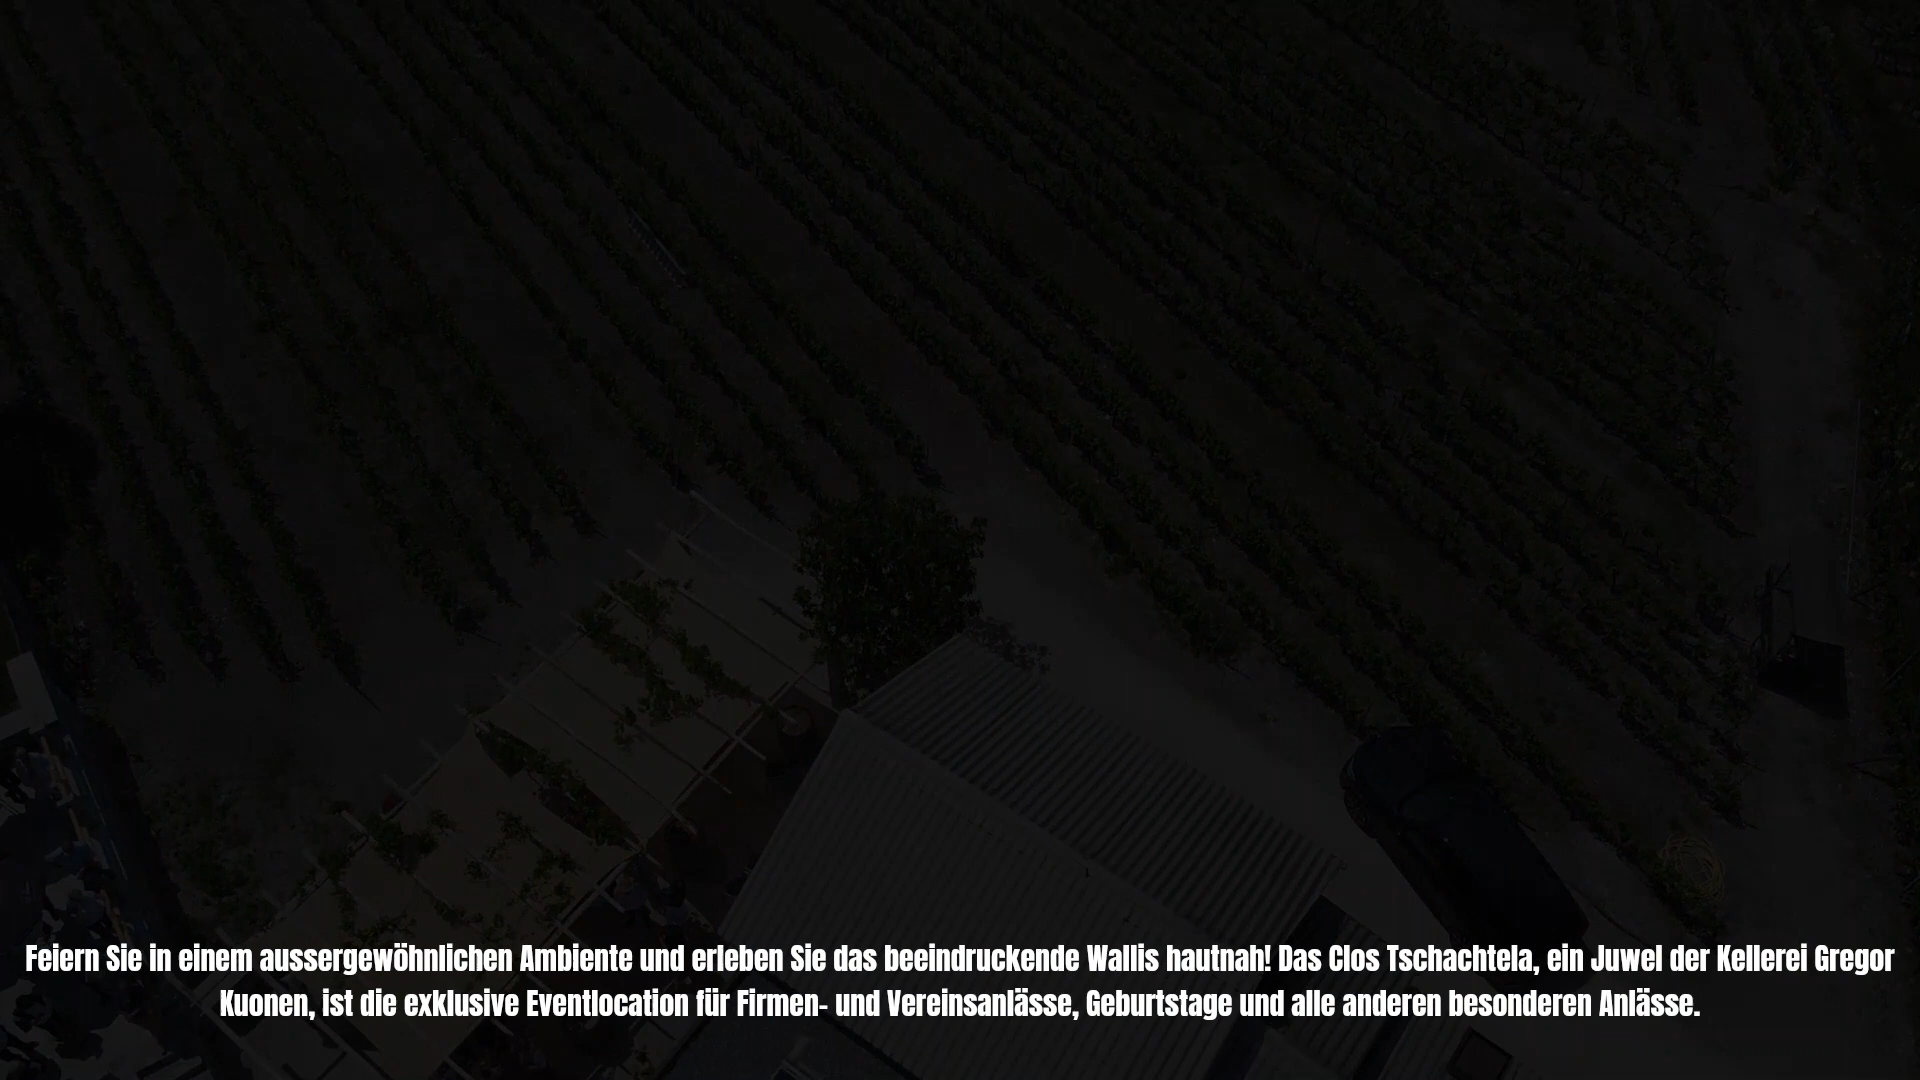 Feiern Sie in einem aussergewöhnlichen Ambiente und erleben Sie das beeindruckende Wallis hautnah! Das Clos Tschachtela, ein Juwel der Kellerei Gregor
Kuonen, ist die exklusive Eventlocation für Firmen- und Vereinsanlässe, Geburtstage und alle anderen besonderen Anlässe.